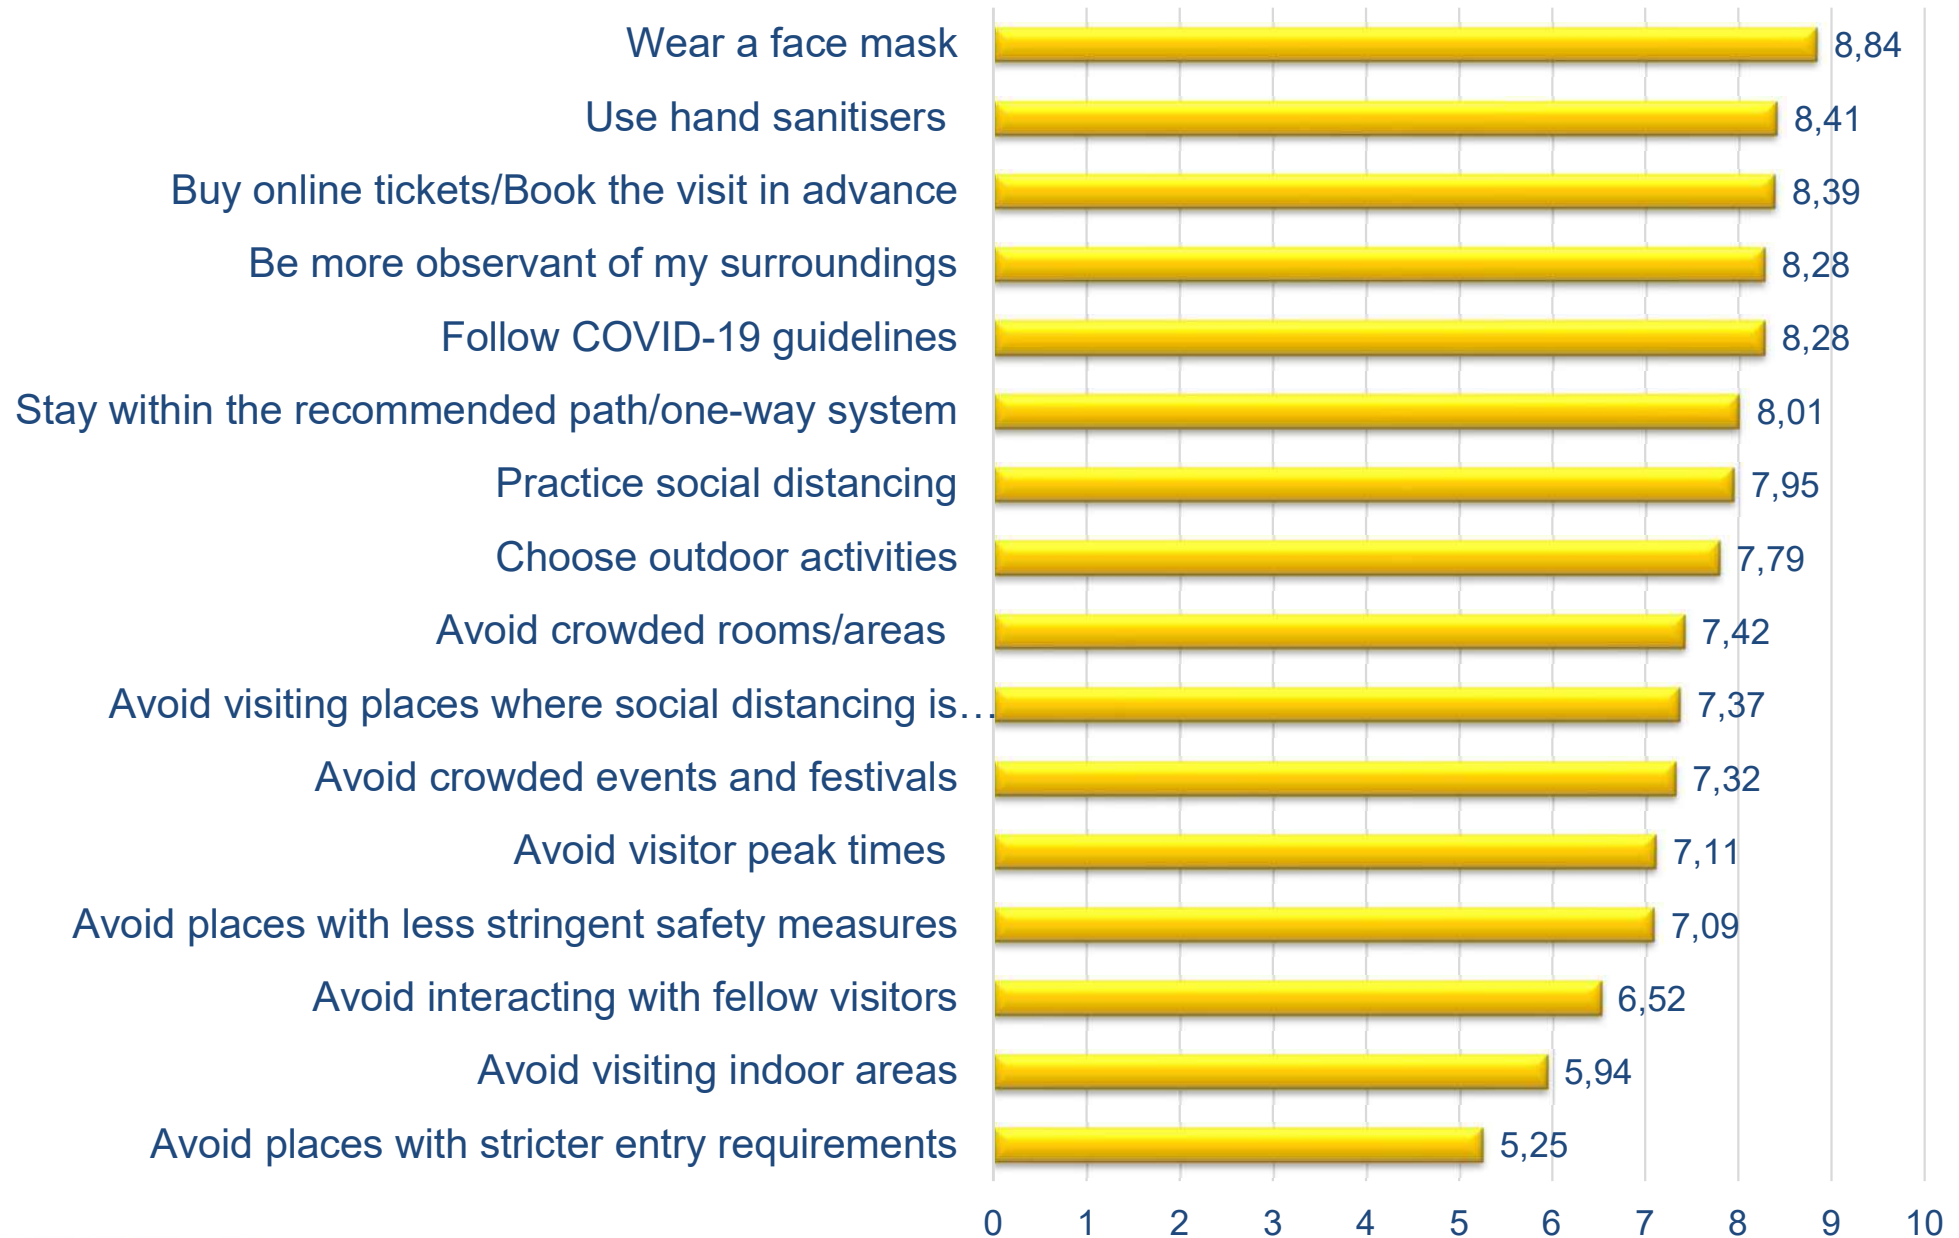 Wear a face mask 8,84
Use hand sanitisers 8,41
Buy online tickets/Book the visit in advance 8,39
Be more observant of my surroundings 8,28
Follow COVID-19 guidelines 8,28
Stay within the recommended path/one-way system 8,01
Practice social distancing 7,95
Choose outdoor activities 7,79
Avoid crowded rooms/areas 7,42
Avoid visiting places where social distancing is… 7,37
Avoid crowded events and festivals 7,32
Avoid visitor peak times 7,11
Avoid places with less stringent safety measures 7,09
Avoid interacting with fellow visitors 6,52
Avoid visiting indoor areas 5,94
Avoid places with stricter entry requirements 5,25
0 1 2 3 4 5 6 7 8 9 10